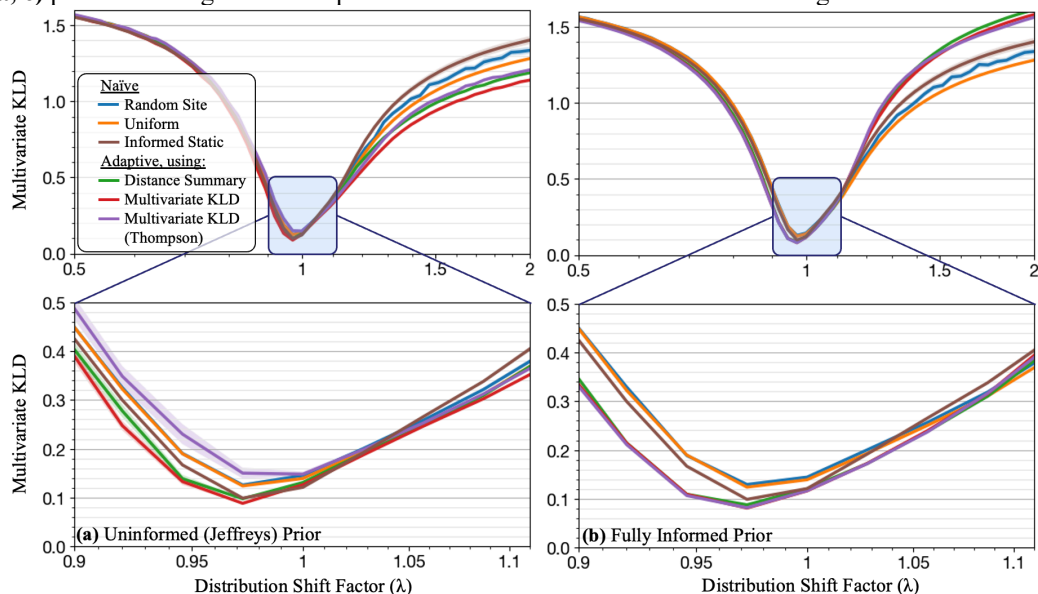 Multivariate KLD
1.5
1.0
0.5
0.0
0.5
1
1.5
2
Naïve
Random Site
Uniform
Informed Static
Adaptive, using:
Distance Summary
Multivariate KLD
Multivariate KLD
(Thompson)
1.5
1.0
0.5
0.0
0.5
1
1.5
2
Multivariate KLD
0.5
0.4
0.3
0.2
0.1
0.0
0.9
0.95
1
1.05
1.1
(a) Uninformed (Jeffreys) Prior
Distribution Shift Factor (λ)
0.5
0.4
0.3
0.2
0.1
0.0
0.9
0.95
1
1.05
1.1
(b) Fully Informed Prior
Distribution Shift Factor (λ)